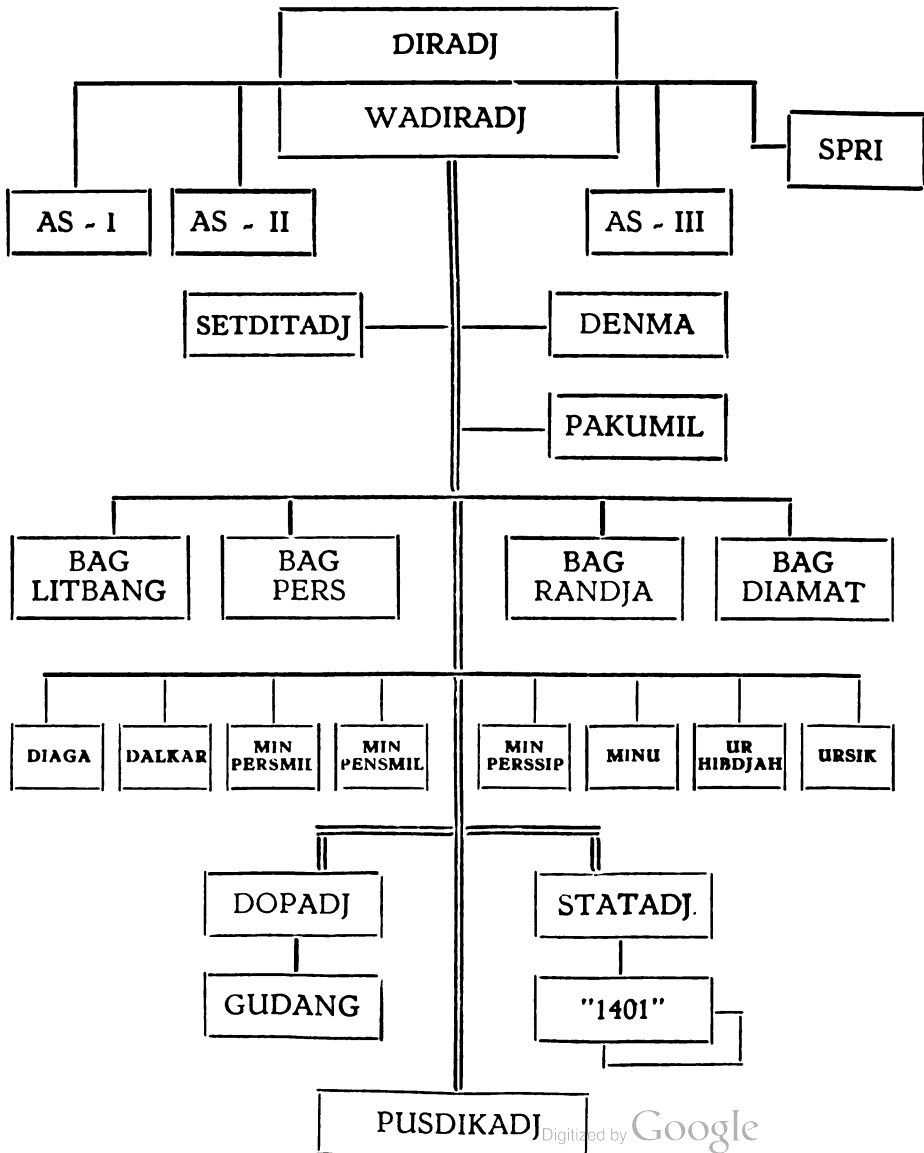 DIRADJ
WADIRADJ
SPRI
AS - I
AS - II
AS - III
SETDITADJ
DENMA
PAKUMIL
BAG
LITBANG
BAG
PERS
BAG
RANDJA
BAG
DIAMAT
DIAGA
DALKAR
MIN
PERSMIL
MIN
PENSMIL
MIN
PERSSIP
MINU
UR
HIBDJAH
URSIK
DOPADJ
STATADJ.
GUDANG
"1401"
PUSDIKADJ
Digitized by Google